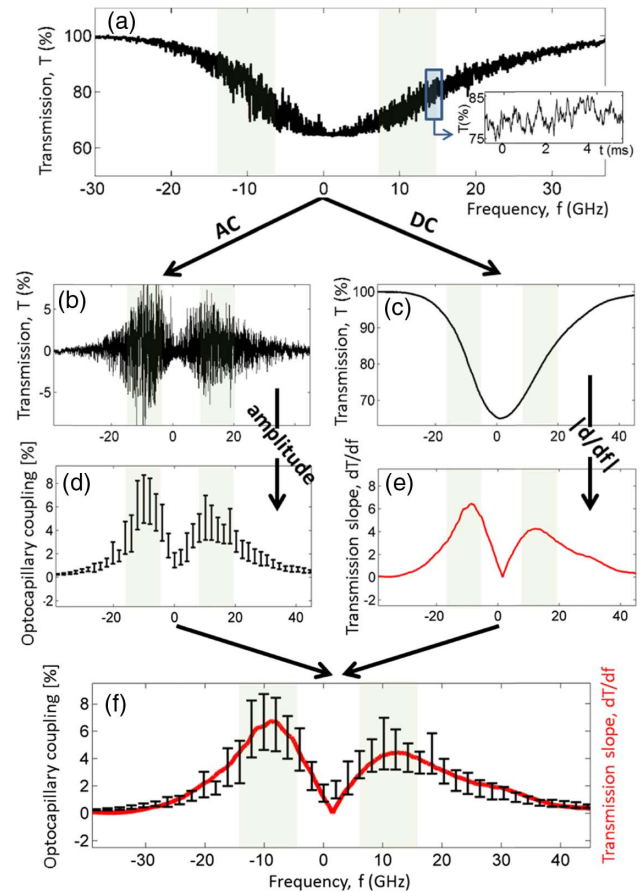 (a)
Transmission, T (%)
100
80
60
-30 -20 -10 0 10 20 30
Frequency, f (GHz)
T(%)
85
75
0 2 4 t (ms)
AC
DC
(b)
Transmission, T (%)
5
0
-5
-20 0 20 40
(c)
Transmission, T (%)
100
90
80
70
-20 0 20 40
amplitude
|d/df|
(d)
Optocapillary coupling [%]
8
6
4
2
0
-2
-20 0 20 40
(e)
Transmission slope, dT/df
8
6
4
2
0
-2
-20 0 20 40
(f)
Optocapillary coupling [%]
8
6
4
2
0
-2
-30 -20 -10 0 10 20 30 40
Frequency, f (GHz)
Transmission slope, dT/df